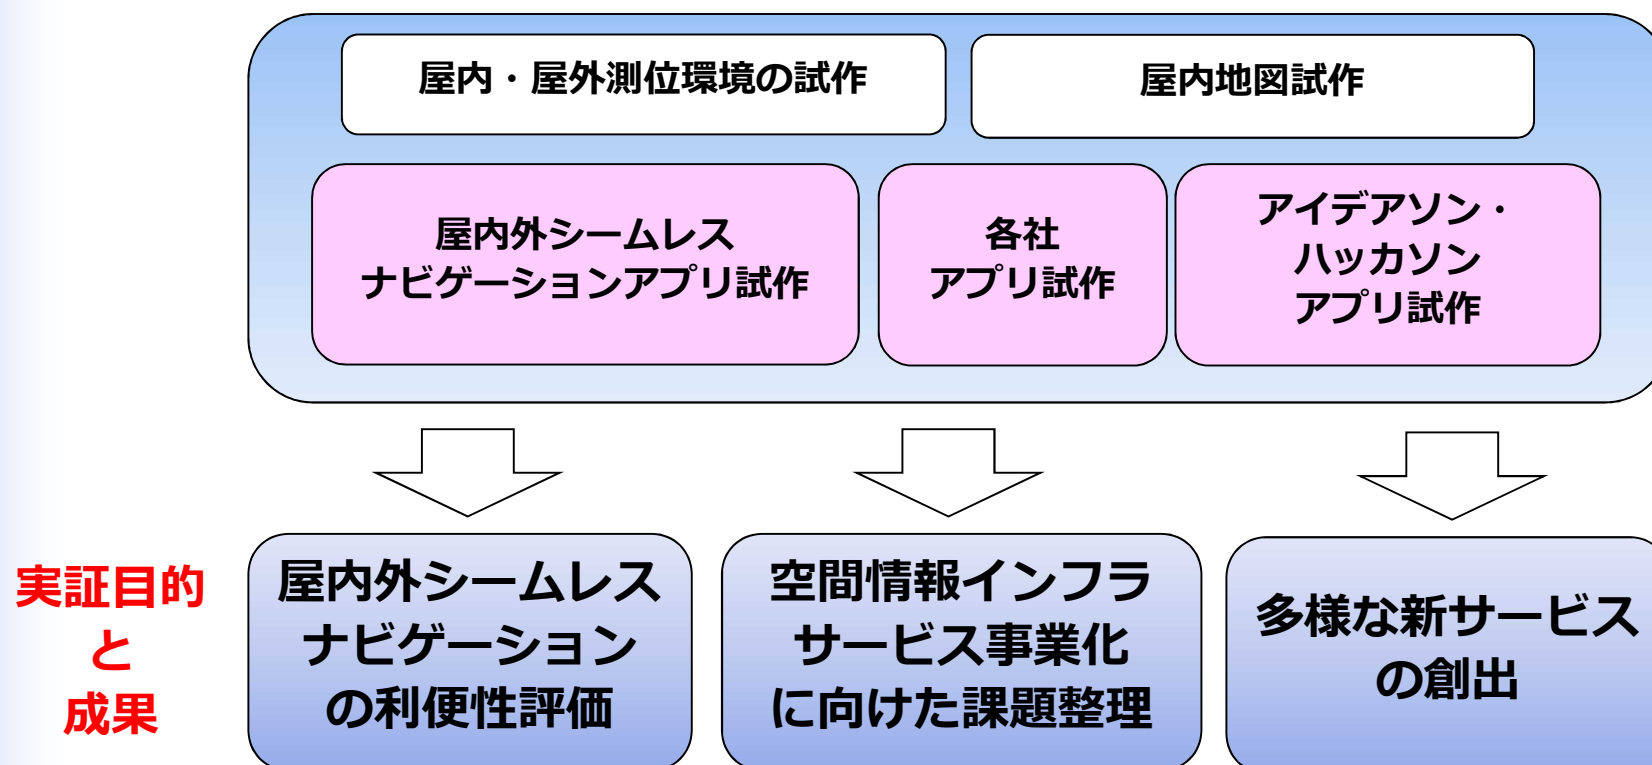 屋内・屋外測位環境の試作
屋内地図試作
屋内外シームレス
ナビゲーションアプリ試作
各社
アプリ試作
アイデアソン・
ハッカソン
アプリ試作
実証目的
と
成果
屋内外シームレス
ナビゲーション
の利便性評価
空間情報インフラ
サービス事業化
に向けた課題整理
多様な新サービス
の創出